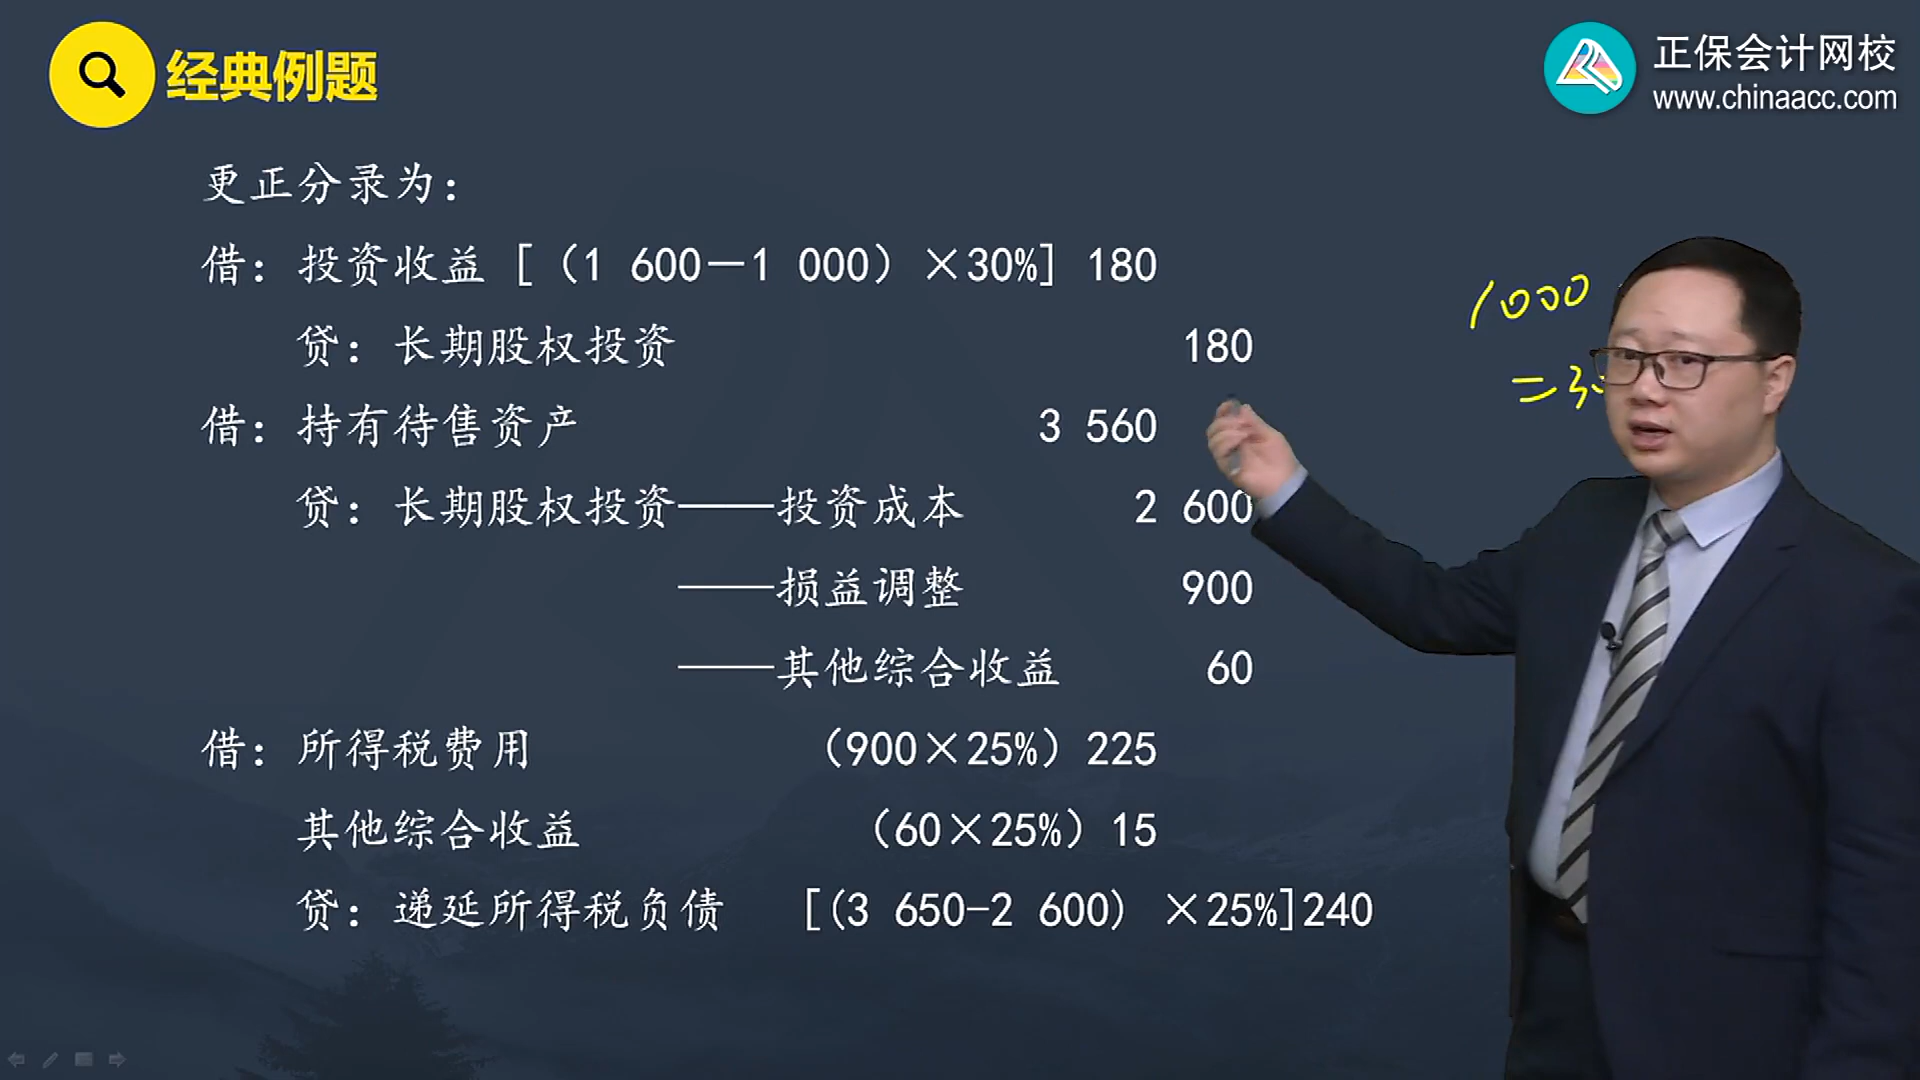 经典例题
正保会计网校
www.chinaacc.com
更正分录为：
借：投资收益［（1 600－1 000）×30%］ 180
贷：长期股权投资 180
借：持有待售资产 3 560
贷：长期股权投资——投资成本 2 600
——损益调整 900
——其他综合收益 60
借：所得税费用 （900×25%）225
其他综合收益 （60×25%）15
贷：递延所得税负债 [(3 650-2 600) ×25%]240
1000